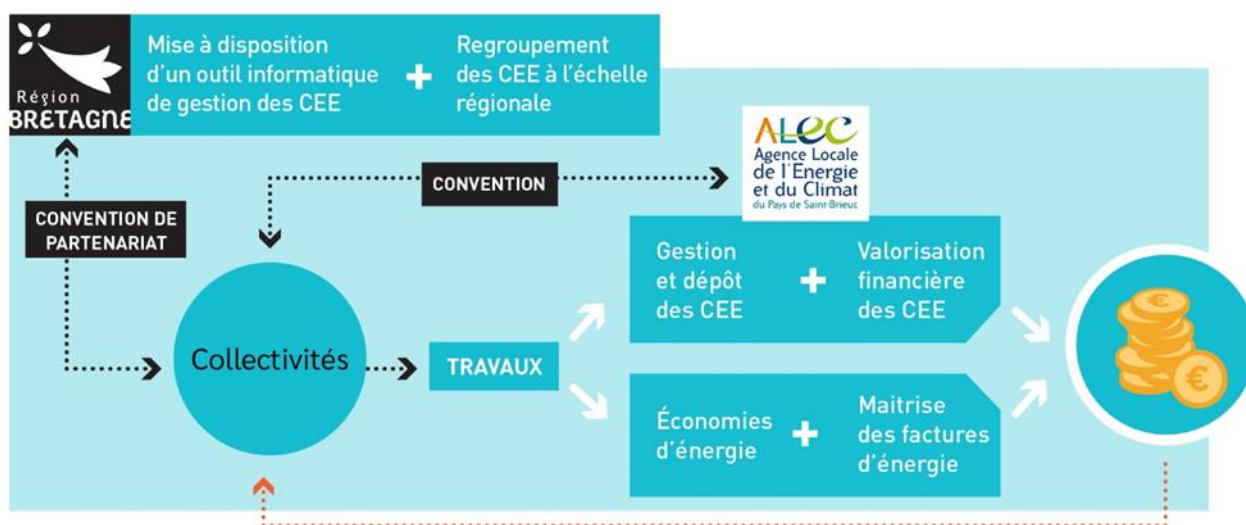 Région
BRETAGNE
Mise à disposition
d'un outil informatique
de gestion des CEE
+
Regroupement
des CEE à l'échelle
régionale
CONVENTION DE
PARTENARIAT
CONVENTION
ALEC
Agence Locale
de l'Energie
et du Climat
du Pays de Saint-Brieuc
Collectivités
TRAVAUX
Gestion
et dépôt
des CEE
+
Valorisation
financière
des CEE
Économies
d'énergie
+
Maitrise
des factures
d'énergie
€
€